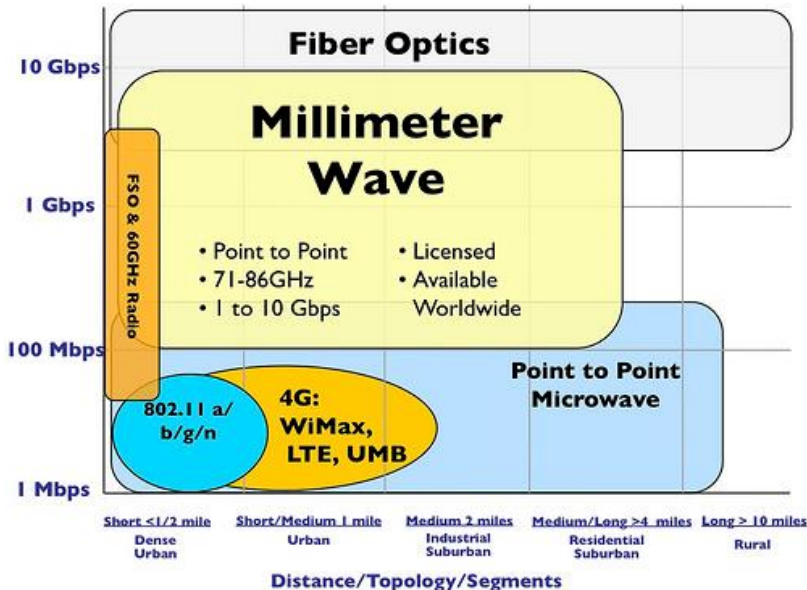 Fiber Optics
10 Gbps
Millimeter
Wave
FSO & 60GHz Radio
1 Gbps
• Point to Point
• 71-86GHz
• 1 to 10 Gbps
• Licensed
• Available
Worldwide
100 Mbps
Point to Point
Microwave
802.11 a/
b/g/n
4G:
WiMax,
LTE, UMB
1 Mbps
Short <1/2 mile
Dense
Urban
Short/Medium 1 mile
Urban
Medium 2 miles
Industrial
Suburban
Medium/Long >4 miles
Residential
Suburban
Long > 10 miles
Rural
Distance/Topology/Segments